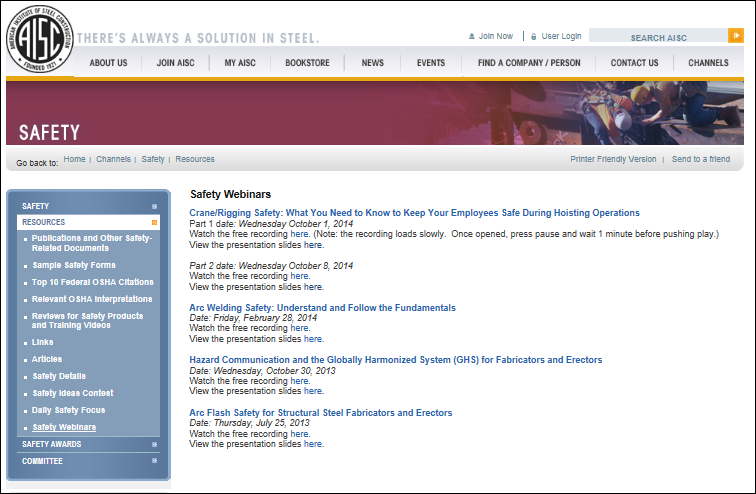 AMERICAN INSTITUTE OF STEEL CONSTRUCTION
AISC
FOUNDED 1921
THERE'S ALWAYS A SOLUTION IN STEEL.
Join Now | User Login
SEARCH AISC
ABOUT US
JOIN AISC
MY AISC
BOOKSTORE
NEWS
EVENTS
FIND A COMPANY / PERSON
CONTACT US
CHANNELS
SAFETY
Go back to: Home | Channels | Safety | Resources
Printer Friendly Version | Send to a friend
SAFETY
RESOURCES
Publications and Other Safety-
Related Documents
Sample Safety Forms
Top 10 Federal OSHA Citations
Relevant OSHA Interpretations
Reviews for Safety Products
and Training Videos
Links
Articles
Safety Details
Safety Ideas Contest
Daily Safety Focus
Safety Webinars
SAFETY AWARDS
COMMITTEE
Safety Webinars
Crane/Rigging Safety: What You Need to Know to Keep Your Employees Safe During Hoisting Operations
Part 1 date: Wednesday October 1, 2014
Watch the free recording here. (Note: the recording loads slowly. Once opened, press pause and wait 1 minute before pushing play.)
View the presentation slides here.
Part 2 date: Wednesday October 8, 2014
Watch the free recording here.
View the presentation slides here.
Arc Welding Safety: Understand and Follow the Fundamentals
Date: Friday, February 28, 2014
Watch the free recording here.
View the presentation slides here.
Hazard Communication and the Globally Harmonized System (GHS) for Fabricators and Erectors
Date: Wednesday, October 30, 2013
Watch the free recording here.
View the presentation slides here.
Arc Flash Safety for Structural Steel Fabricators and Erectors
Date: Thursday, July 25, 2013
Watch the free recording here.
View the presentation slides here.